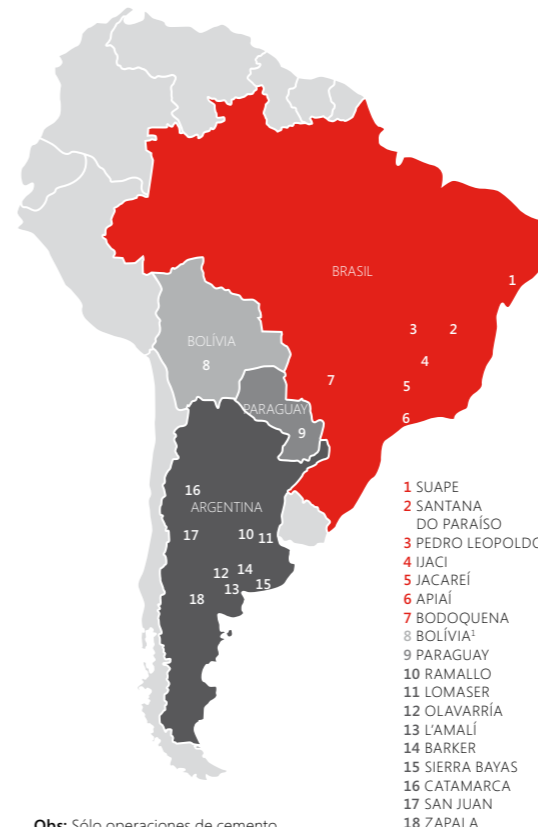 BRASIL
1
3
2
BOLÍVIA
8
4
7
5
PARAGUAY
6
9
16
ARGENTINA
17
10
11
14
12
13
15
18
1 SUAPE
2 SANTANA
DO PARAÍSO
3 PEDRO LEOPOLDO
4 IJACI
5 JACAREÍ
6 APIAÍ
7 BODOQUENA
8 BOLÍVIA¹
9 PARAGUAY
10 RAMALLO
11 LOMASER
12 OLAVARRÍA
13 L'AMALÍ
14 BARKER
15 SIERRA BAYAS
16 CATAMARCA
17 SAN JUAN
18 ZAPALA
Obs: Sólo operaciones de cemento